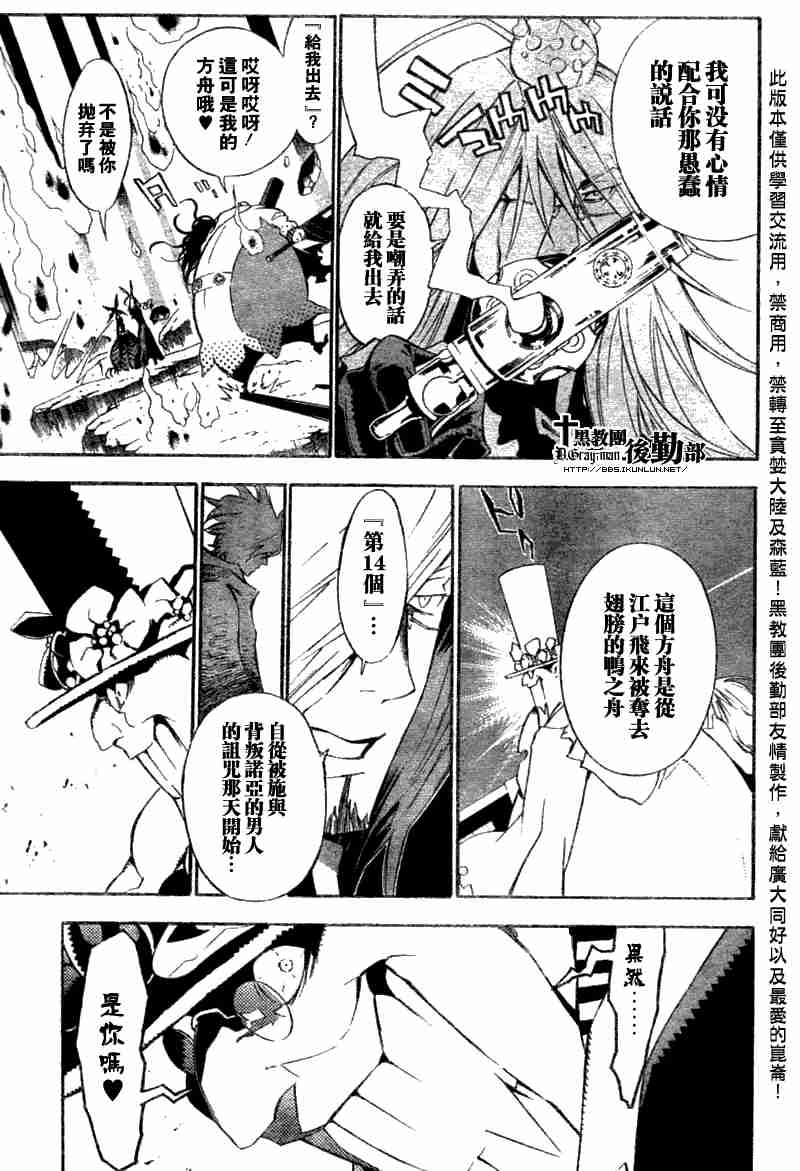 我可没有心情
配合你那愚蠢
的説話
要是嘲弄的話
就給我出去
『給我出去』？
哎呀哎呀!
這可是我的
方舟哦♥
不是被你
拋弃了嗎
十黑教團
D.Gray-man
後勤部
HTTP://BBS.IKUNLUN.NET/
這個方舟是從
江户飛來被奪去
翅膀的鴨之舟
『第14個』…
自從被施與
背叛諾亞的男人
的詛咒那天開始…
果然……
是你嗎
♥
此版本僅供學習交流用，禁商用，禁轉至貪婪大陸及森藍！黑教團後勤部友情製作，獻給廣大同好以及最愛的崑崙！